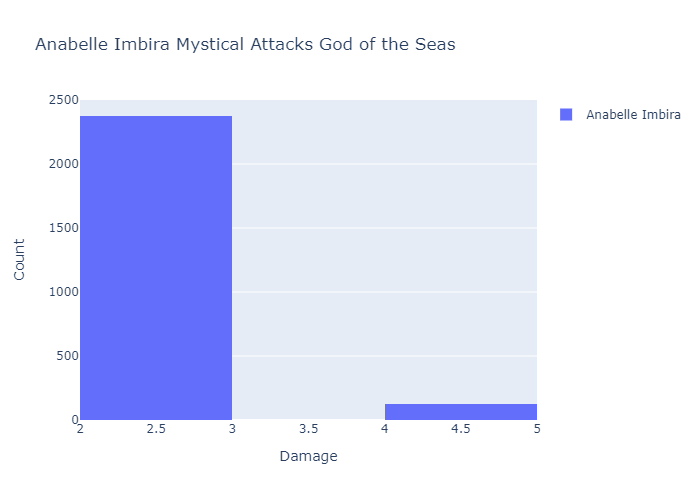 Anabelle Imbira Mystical Attacks God of the Seas
Anabelle Imbira
2500
2000
1500
1000
500
0
Count
2 2.5 3 3.5 4 4.5 5
Damage